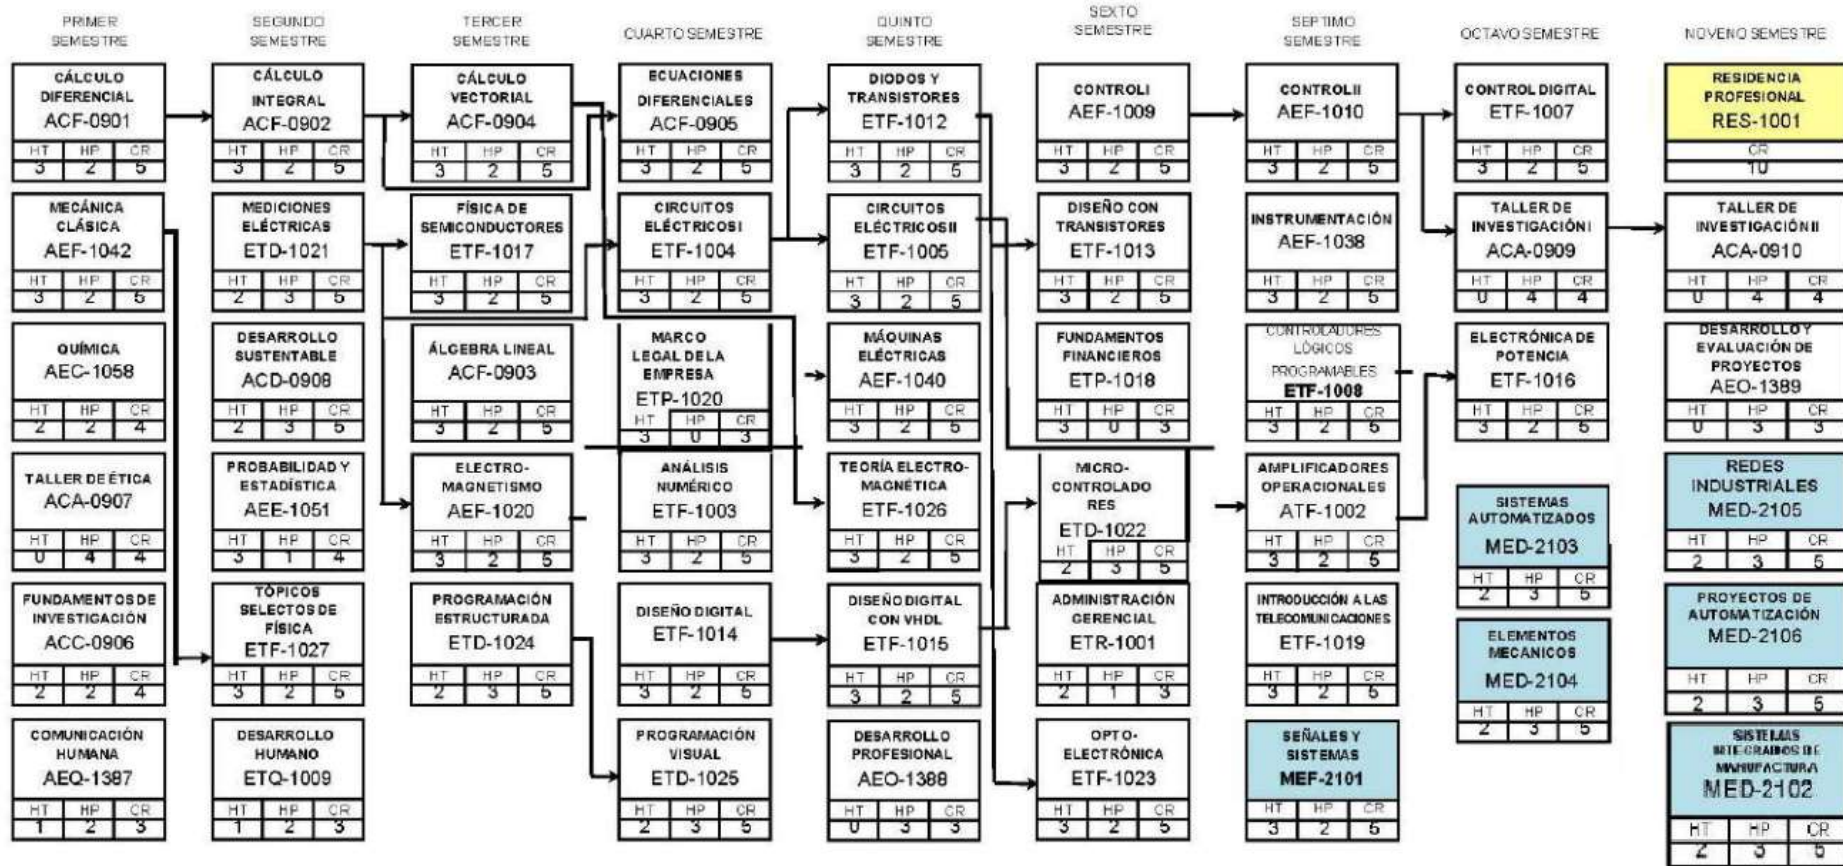 PRIMER
SEMESTRE
CÁLCULO
DIFERENCIAL
ACF-0901
HT HP CR
3 2 5
MECÁNICA
CLÁSICA
AEF-1042
HT HP CR
3 2 5
QUÍMICA
AEC-1058
HT HP CR
2 2 4
TALLER DE ÉTICA
ACA-0907
HT HP CR
0 4 4
FUNDAMENTOS DE
INVESTIGACIÓN
ACC-0906
HT HP CR
2 2 4
COMUNICACIÓN
HUMANA
AEQ-1387
HT HP CR
1 2 3
SEGUNDO
SEMESTRE
CÁLCULO
INTEGRAL
ACF-0902
HT HP CR
3 2 5
MEDICIONES
ELÉCTRICAS
ETD-1021
HT HP CR
2 3 5
DESARROLLO
SUSTENTABLE
ACD-0908
HT HP CR
2 3 5
PROBABILIDAD Y
ESTADÍSTICA
AEE-1051
HT HP CR
3 1 4
TÓPICOS
SELECTOS DE
FÍSICA
ETF-1027
HT HP CR
3 2 5
DESARROLLO
HUMANO
ETQ-1009
HT HP CR
1 2 3
TERCER
SEMESTRE
CÁLCULO
VECTORIAL
ACF-0904
HT HP CR
3 2 5
FÍSICA DE
SEMICONDUCTORES
ETF-1017
HT HP CR
3 2 5
ÁLGEBRA LINEAL
ACF-0903
HT HP CR
3 2 5
ELECTRO-
MAGNETISMO
AEF-1020
HT HP CR
3 2 5
PROGRAMACIÓN
ESTRUCTURADA
ETD-1024
HT HP CR
2 3 5
CUARTO SEMESTRE
ECUACIONES
DIFERENCIALES
ACF-0905
HT HP CR
3 2 5
CIRCUITOS
ELÉCTRICOS I
ETF-1004
HT HP CR
3 2 5
MARCO
LEGAL DE LA
EMPRESA
ETP-1020
HT HP CR
3 0 3
ANÁLISIS
NUMÉRICO
ETF-1003
HT HP CR
3 2 5
DISEÑO DIGITAL
ETF-1014
HT HP CR
3 2 5
PROGRAMACIÓN
VISUAL
ETD-1025
HT HP CR
2 3 5
QUINTO
SEMESTRE
DIODOS Y
TRANSISTORES
ETF-1012
HT HP CR
3 2 5
CIRCUITOS
ELÉCTRICOS II
ETF-1005
HT HP CR
3 2 5
MÁQUINAS
ELÉCTRICAS
AEF-1040
HT HP CR
3 2 5
TEORÍA ELECTRO-
MAGNÉTICA
ETF-1026
HT HP CR
3 2 5
DISEÑO DIGITAL
CON VHDL
ETF-1015
HT HP CR
3 2 5
DESARROLLO
PROFESIONAL
AEO-1388
HT HP CR
0 3 3
SEXTO
SEMESTRE
CONTROL I
AEF-1009
HT HP CR
3 2 5
DISEÑO CON
TRANSISTORES
ETF-1013
HT HP CR
3 2 5
FUNDAMENTOS
FINANCIEROS
ETP-1018
HT HP CR
3 0 3
MICRO-
CONTROLADO
RES
ETD-1022
HT HP CR
2 3 5
ADMINISTRACIÓN
GERENCIAL
ETR-1001
HT HP CR
2 1 3
OPTO-
ELECTRÓNICA
ETF-1023
HT HP CR
3 2 5
SEPTIMO
SEMESTRE
CONTROL II
AEF-1010
HT HP CR
3 2 5
INSTRUMENTACIÓN
AEF-1038
HT HP CR
3 2 5
CONTROLADORES
LÓGICOS
PROGRAMABLES
ETF-1008
HT HP CR
3 2 5
AMPLIFICADORES
OPERACIONALES
ATF-1002
HT HP CR
3 2 5
INTRODUCCIÓN A LAS
TELECOMUNICACIONES
ETF-1019
HT HP CR
3 2 5
SEÑALES Y
SISTEMAS
MEF-2101
HT HP CR
3 2 5
OCTAVO SEMESTRE
CONTROL DIGITAL
ETF-1007
HT HP CR
3 2 5
TALLER DE
INVESTIGACIÓN I
ACA-0909
HT HP CR
0 4 4
ELECTRÓNICA DE
POTENCIA
ETF-1016
HT HP CR
3 2 5
SISTEMAS
AUTOMATIZADOS
MED-2103
HT HP CR
2 3 5
ELEMENTOS
MECANICOS
MED-2104
HT HP CR
2 3 5
NOVENO SEMESTRE
RESIDENCIA
PROFESIONAL
RES-1001
CR
10
TALLER DE
INVESTIGACIÓN II
ACA-0910
HT HP CR
0 4 4
DESARROLLO Y
EVALUACIÓN DE
PROYECTOS
AEO-1389
HT HP CR
0 3 3
REDES
INDUSTRIALES
MED-2105
HT HP CR
2 3 5
PROYECTOS DE
AUTOMATIZACIÓN
MED-2106
HT HP CR
2 3 5
SISTEMAS
INTEGRADOS DE
MANUFACTURA
MED-2102
HT HP CR
2 3 5